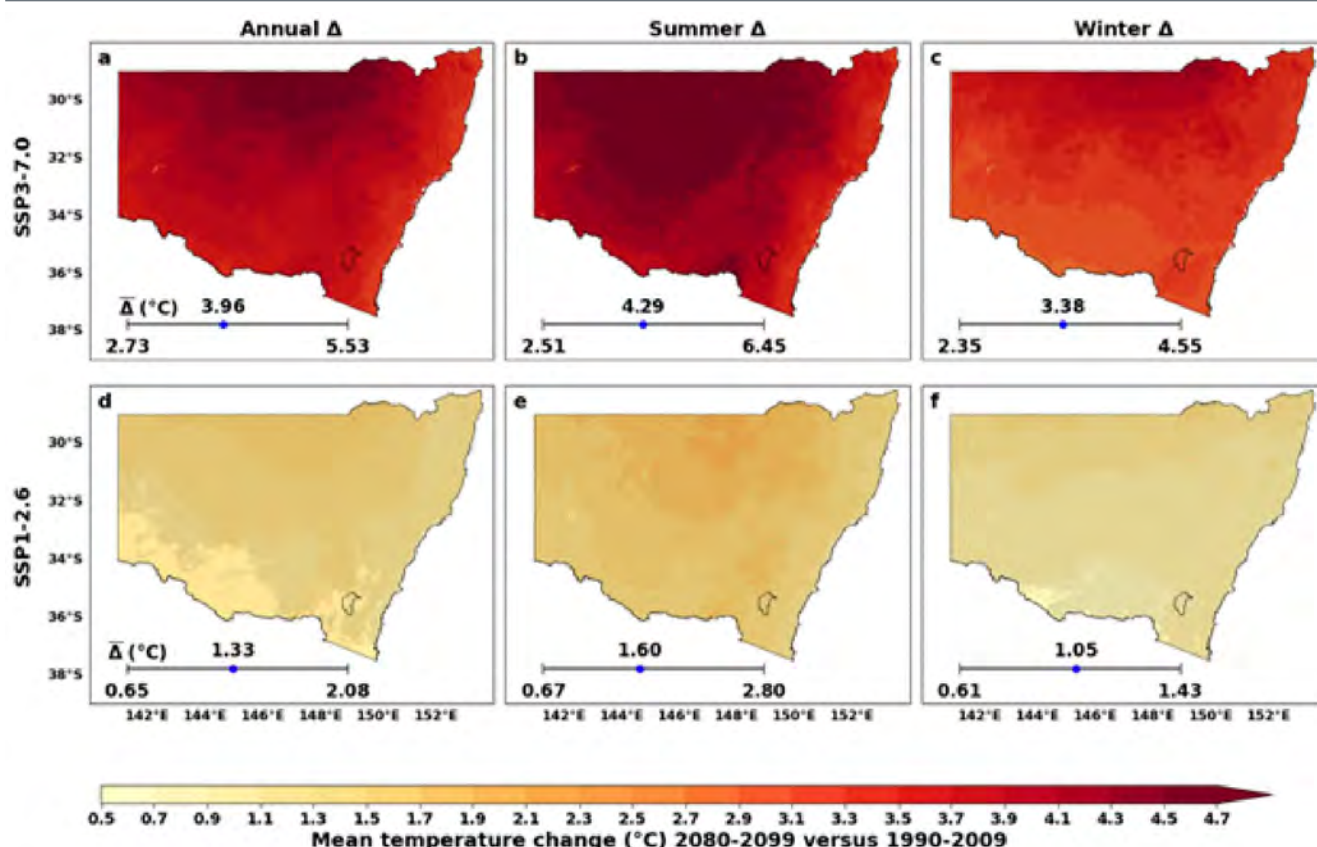 Annual Δ Summer Δ Winter Δ
SSP3-7.0
a b c
30°S
32°S
34°S
36°S
38°S
Δ̅ (°C) 3.96 4.29 3.38
2.73 5.53 2.51 6.45 2.35 4.55
SSP1-2.6
d e f
30°S
32°S
34°S
36°S
38°S
Δ̅ (°C) 1.33 1.60 1.05
0.65 2.08 0.67 2.80 0.61 1.43
142°E 144°E 146°E 148°E 150°E 152°E 142°E 144°E 146°E 148°E 150°E 152°E 142°E 144°E 146°E 148°E 150°E 152°E
0.5 0.7 0.9 1.1 1.3 1.5 1.7 1.9 2.1 2.3 2.5 2.7 2.9 3.1 3.3 3.5 3.7 3.9 4.1 4.3 4.5 4.7
Mean temperature change (°C) 2080-2099 versus 1990-2009